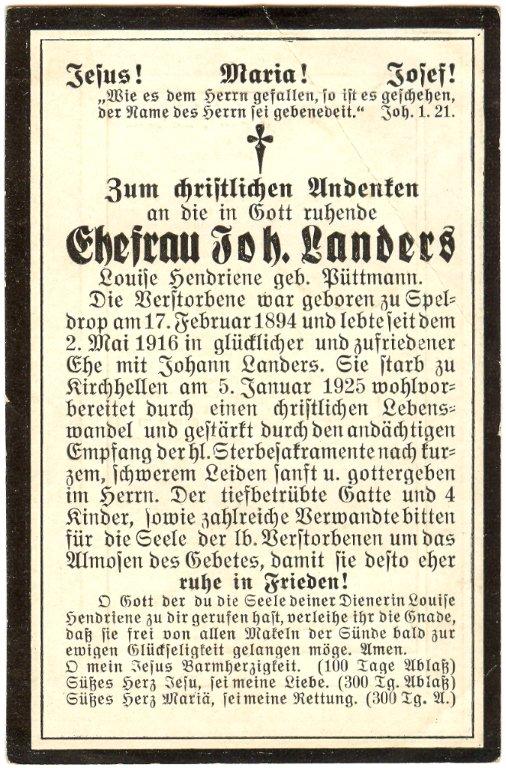 Jesus! Maria! Josef!
„Wie es dem Herrn gefallen, so ist es geschehen,
der Name des Herrn sei gebenedeit.“ Joh. 1. 21.
Zum christlichen Andenken
an die in Gott ruhende
Ehefrau Joh. Landers
Louise Hendriene geb. Püttmann.
Die Verstorbene war geboren zu Spel-
drop am 17. Februar 1894 und lebte seit dem
2. Mai 1916 in glücklicher und zufriedener
Ehe mit Johann Landers. Sie starb zu
Kirchhellen am 5. Januar 1925 wohlvor-
bereitet durch einen christlichen Lebens-
wandel und gestärkt durch den andächtigen
Empfang der hl. Sterbesakramente nach kur-
zem, schwerem Leiden sanft u. gottergeben
im Herrn. Der tiefbetrübte Gatte und 4
Kinder, sowie zahlreiche Verwandte bitten
für die Seele der lb. Verstorbenen um das
Almosen des Gebetes, damit sie desto eher
ruhe in Frieden!
O Gott der du die Seele deiner Dienerin Louise
Hendriene zu dir gerufen hast, verleihe ihr die Gnade,
daß sie frei von allen Makeln der Sünde bald zur
ewigen Glückseligkeit gelangen möge. Amen.
O mein Jesus Barmherzigkeit. (100 Tage Ablaß)
Süßes Herz Jesu, sei meine Liebe. (300 Tg. Ablaß)
Süßes Herz Mariä, sei meine Rettung. (300 Tg. A.)